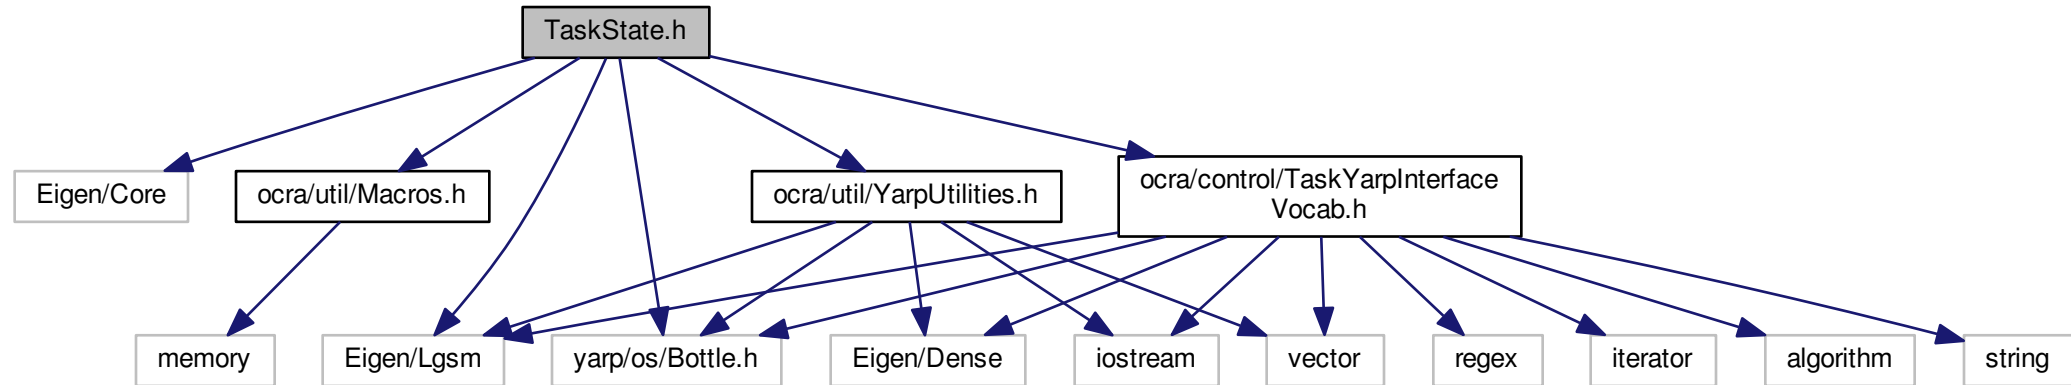 TaskState.h
Eigen/Core
ocra/util/Macros.h
ocra/util/YarpUtilities.h
ocra/control/TaskYarpInterface
Vocab.h
memory
Eigen/Lgsm
yarp/os/Bottle.h
Eigen/Dense
iostream
vector
regex
iterator
algorithm
string